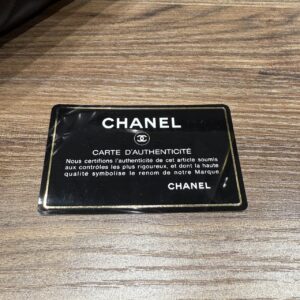 CHANEL
CARTE D'AUTHENTICITÉ
Nous certifions l'authenticité de cet article soumis
aux contrôles les plus rigoureux, et dont la haute
qualité symbolise le renom de notre Marque
CHANEL